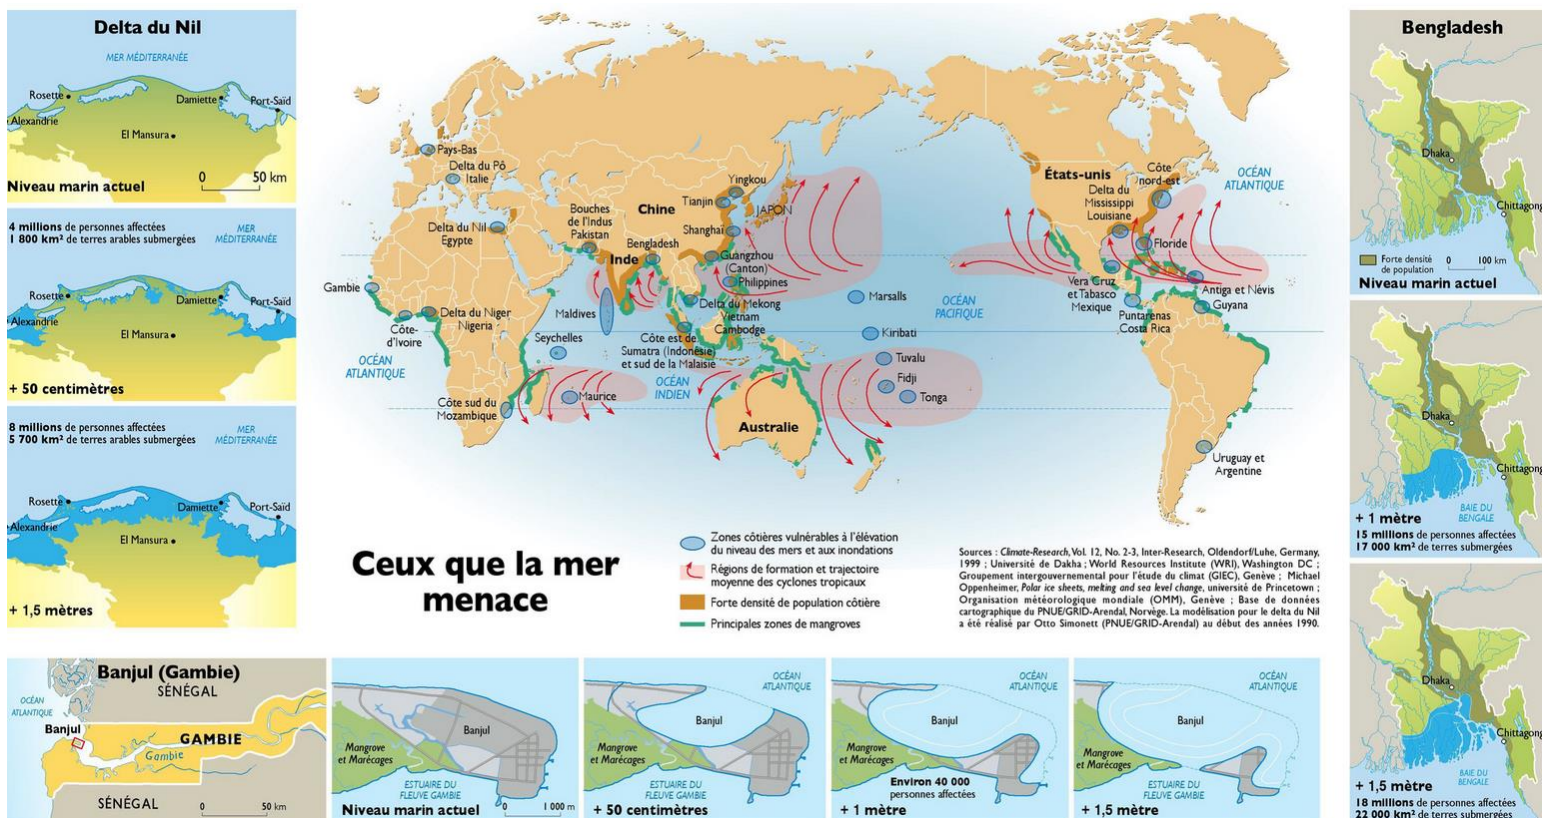 Delta du Nil
MER MÉDITERRANÉE
Rosette
Damiette
Port-Saïd
Alexandrie
El Mansura
0 50 km
Niveau marin actuel
4 millions de personnes affectées
1 800 km² de terres arables submergées
MER
MÉDITERRANÉE
Rosette
Damiette
Port-Saïd
Alexandrie
El Mansura
+ 50 centimètres
8 millions de personnes affectées
5 700 km² de terres arables submergées
MER
MÉDITERRANÉE
Rosette
Damiette
Port-Saïd
Alexandrie
El Mansura
+ 1,5 mètres
Pays-Bas
Delta du Pô
Italie
Delta du Nil
Egypte
Bouches
de l'Indus
Pakistan
Chine
Yingkou
Tianjin
JAPON
Shanghaï
Bengladesh
Inde
Guangzhou
(Canton)
Philippines
Gambie
Côte-
d'Ivoire
Delta du Niger
Nigeria
Maldives
Seychelles
Delta du Mekong
Vietnam
Cambodge
Côte est de
Sumatra (Indonésie)
et sud de la Malaisie
OCÉAN
ATLANTIQUE
OCÉAN
INDIEN
Côte sud du
Mozambique
Maurice
Australie
Marsalls
Kiribati
Tuvalu
Fidji
Tonga
OCÉAN
PACIFIQUE
États-unis
Côte
nord-est
Delta du
Mississippi
Louisiane
OCÉAN
ATLANTIQUE
Floride
Vera Cruz
et Tabasco
Mexique
Antiga et Névis
Guyana
Puntarenas
Costa Rica
Uruguay et
Argentine
Ceux que la mer
menace
Zones côtières vulnérables à l'élévation
du niveau des mers et aux inondations
Régions de formation et trajectoire
moyenne des cyclones tropicaux
Forte densité de population côtière
Principales zones de mangroves
Sources : Climate-Research, Vol. 12, No. 2-3, Inter-Research, Oldendorf/Luhe, Germany,
1999 ; Université de Dakha ; World Resources Institute (WRI), Washington DC ;
Groupement intergouvernemental pour l'étude du climat (GIEC), Genève ; Michael
Oppenheimer, Polar ice sheets, melting and sea level change, université de Princetown ;
Organisation météorologique mondiale (OMM), Genève ; Base de données
cartographique du PNUE/GRID-Arendal, Norvège. La modélisation pour le delta du Nil
a été réalisé par Otto Simonett (PNUE/GRID-Arendal) au début des années 1990.
Bengladesh
Dhaka
Chittagong
Forte densité
de population
0 100 km
Niveau marin actuel
Dhaka
Chittagong
BAIE DU
BENGALE
+ 1 mètre
15 millions de personnes affectées
17 000 km² de terres submergées
Dhaka
Chittagong
BAIE DU
BENGALE
+ 1,5 mètre
18 millions de personnes affectées
22 000 km² de terres submergées
Banjul (Gambie)
SÉNÉGAL
OCÉAN
ATLANTIQUE
Banjul
GAMBIE
Gambie
SÉNÉGAL
0 50 km
OCÉAN
ATLANTIQUE
Banjul
Mangrove
et Marécages
ESTUAIRE DU
FLEUVE GAMBIE
Niveau marin actuel
0 1 000 m
OCÉAN
ATLANTIQUE
Banjul
Mangrove
et Marécages
ESTUAIRE DU
FLEUVE GAMBIE
+ 50 centimètres
OCÉAN
ATLANTIQUE
Banjul
Mangrove
et Marécages
Environ 40 000
personnes affectées
+ 1 mètre
OCÉAN
ATLANTIQUE
Banjul
Mangrove
et Marécages
ESTUAIRE DU
FLEUVE GAMBIE
+ 1,5 mètre